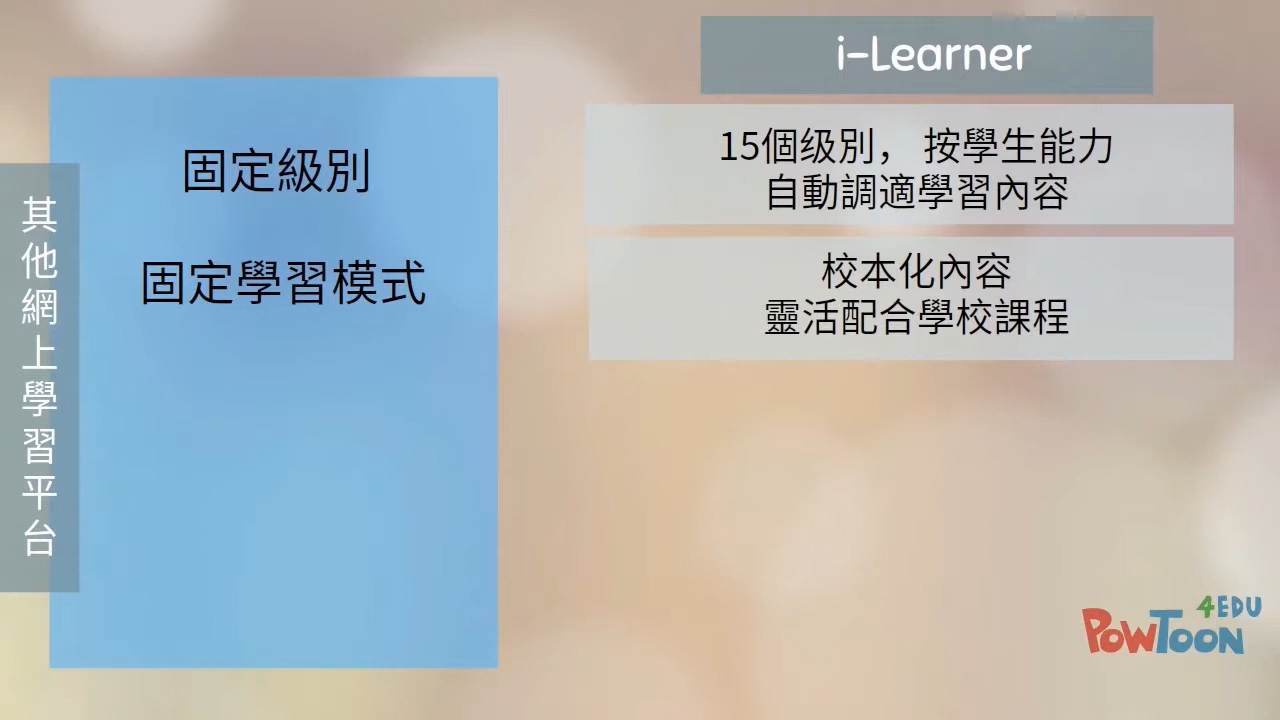 其他網上學習平台
固定級別
固定學習模式
i-Learner
15個级別， 按學生能力
自動調適學習內容
校本化內容
靈活配合學校課程
4EDU
POWTOON